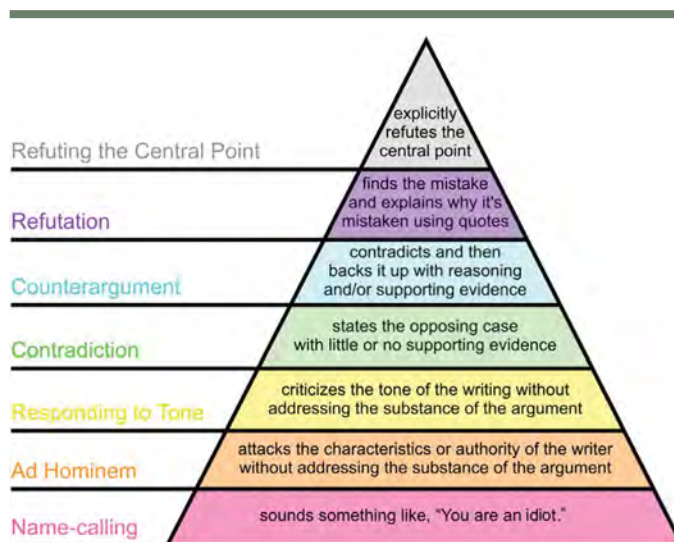 explicitly
refutes the
central point
Refuting the Central Point
finds the mistake
and explains why it's
mistaken using quotes
Refutation
contradicts and then
backs it up with reasoning
and/or supporting evidence
Counterargument
states the opposing case
with little or no supporting evidence
Contradiction
criticizes the tone of the writing without
addressing the substance of the argument
Responding to Tone
attacks the characteristics or authority of the writer
without addressing the substance of the argument
Ad Hominem
sounds something like, “You are an idiot.”
Name-calling